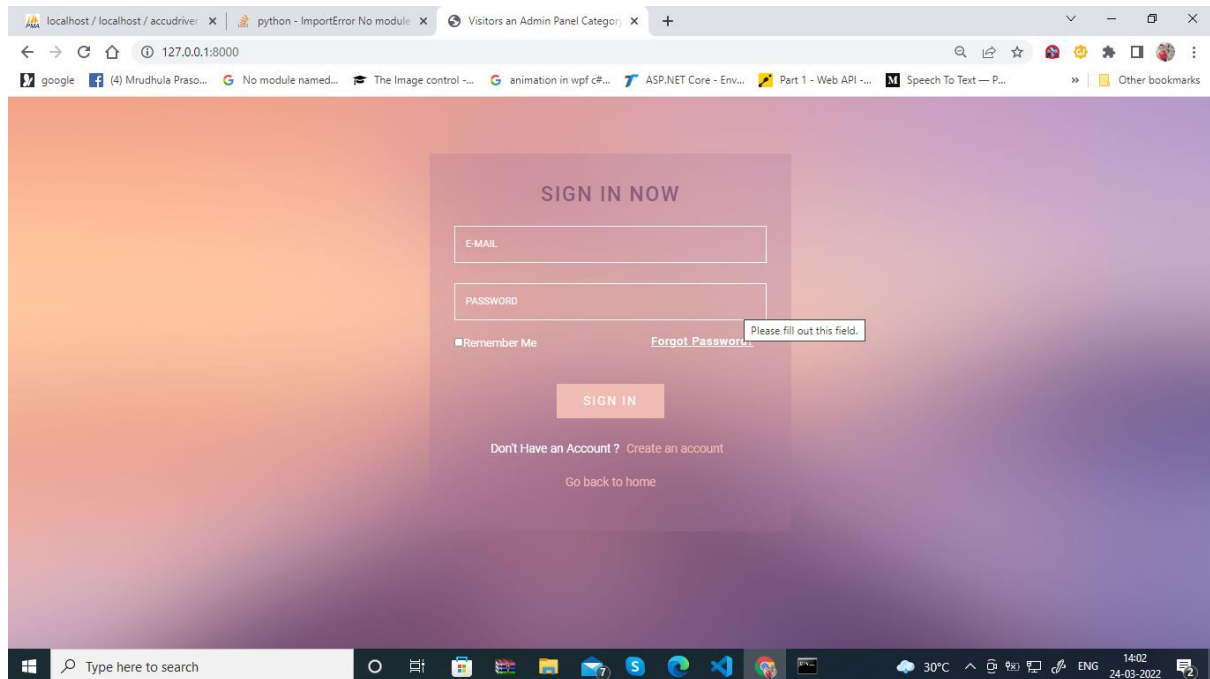 localhost / localhost / accudriver
python - ImportError No module
Visitors an Admin Panel Category
127.0.0.1:8000
google
(4) Mrudhula Praso...
No module named...
The Image control -...
animation in wpf c#...
ASP.NET Core - Env...
Part 1 - Web API -...
Speech To Text — P...
»
Other bookmarks
SIGN IN NOW
E-MAIL
PASSWORD
Please fill out this field.
Remember Me
Forgot Password?
SIGN IN
Don't Have an Account ? Create an account
Go back to home
Type here to search
30°C
ENG
14:02
24-03-2022